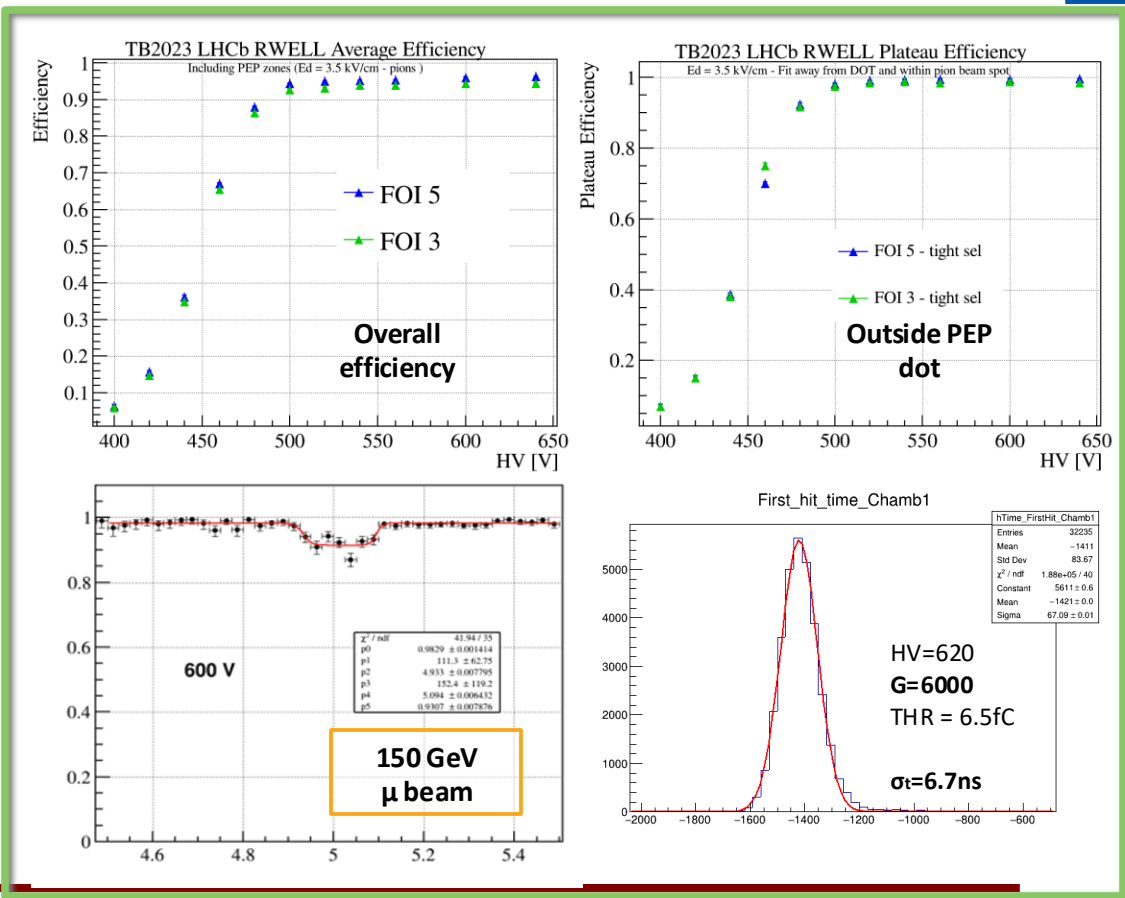 TB2023 LHCb RWELL Average Efficiency
Including PEP zones (Ed = 3.5 kV/cm - pions )
Efficiency
1
0.9
0.8
0.7
0.6
0.5
0.4
0.3
0.2
0.1
FOI 5
FOI 3
Overall
efficiency
400 450 500 550 600 650
HV [V]
TB2023 LHCb RWELL Plateau Efficiency
Ed = 3.5 kV/cm - Fit away from DOT and within pion beam spot
Plateau Efficiency
1
0.8
0.6
0.4
0.2
FOI 5 - tight sel
FOI 3 - tight sel
Outside PEP
dot
400 450 500 550 600 650
HV [V]
1
0.8
0.6
0.4
0.2
0
600 V
χ² / ndf 41.94 / 35
p0 0.9829 ± 0.001414
p1 111.3 ± 62.75
p2 4.933 ± 0.007795
p3 152.4 ± 119.2
p4 5.094 ± 0.006432
p5 0.9307 ± 0.007876
150 GeV
µ beam
4.6 4.8 5 5.2 5.4
First_hit_time_Chamb1
hTime_FirstHit_Chamb1
Entries 32235
Mean −1411
Std Dev 83.67
χ² / ndf 1.88e+05 / 40
Constant 5611 ± 0.6
Mean −1421 ± 0.0
Sigma 67.09 ± 0.01
5000
4000
3000
2000
1000
0
HV=620
G=6000
THR = 6.5fC
σt=6.7ns
−2000 −1800 −1600 −1400 −1200 −1000 −800 −600